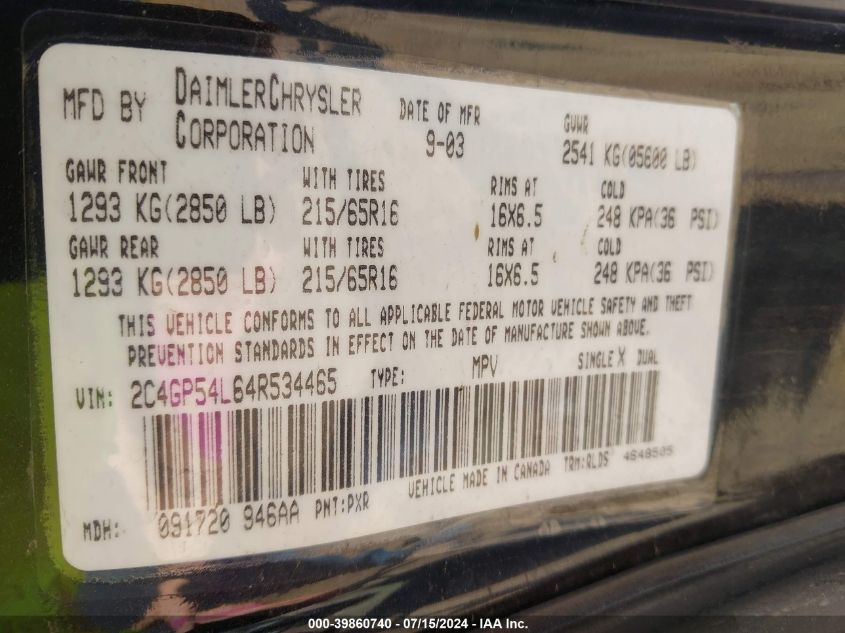 MFD BY DAIMLERCHRYSLER CORPORATION DATE OF MFR 9-03 GVWR 2541 KG(05600 LB)
GAWR FRONT WITH TIRES RIMS AT COLD
1293 KG(2850 LB) 215/65R16 16X6.5 248 KPA(36 PSI)
GAWR REAR WITH TIRES RIMS AT COLD
1293 KG(2850 LB) 215/65R16 16X6.5 248 KPA(36 PSI)
THIS VEHICLE CONFORMS TO ALL APPLICABLE FEDERAL MOTOR VEHICLE SAFETY AND THEFT
PREVENTION STANDARDS IN EFFECT ON THE DATE OF MANUFACTURE SHOWN ABOVE.
VIN: 2C4GP54L64R534465 TYPE: MPV SINGLE X DUAL
VEHICLE MADE IN CANADA TRM:RLDS 4648505
MDH: 091720 946AA PNT:PXR
000-39860740 - 07/15/2024 - IAA Inc.